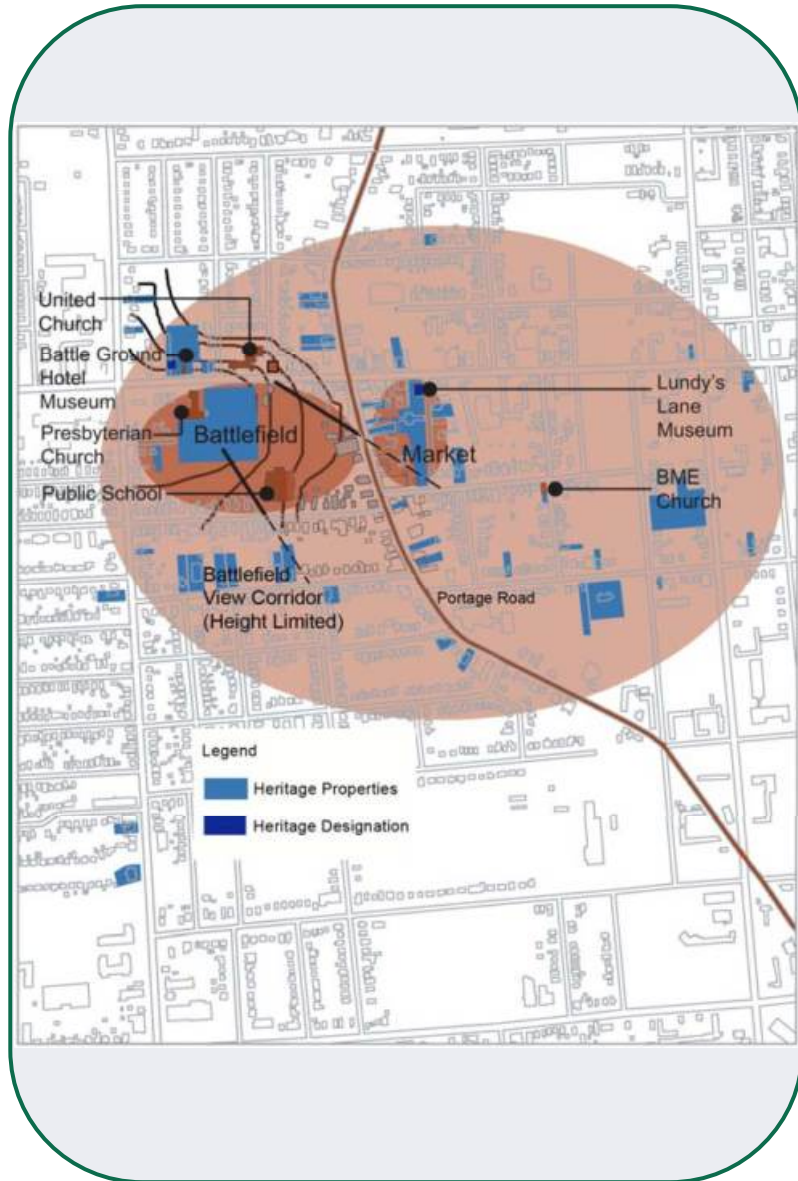 United
Church
Battle Ground
Hotel
Museum
Presbyterian
Church
Public School
Battlefield
Market
Lundy's
Lane
Museum
BME
Church
Battlefield
View Corridor
(Height Limited)
Portage Road
Legend
Heritage Properties
Heritage Designation